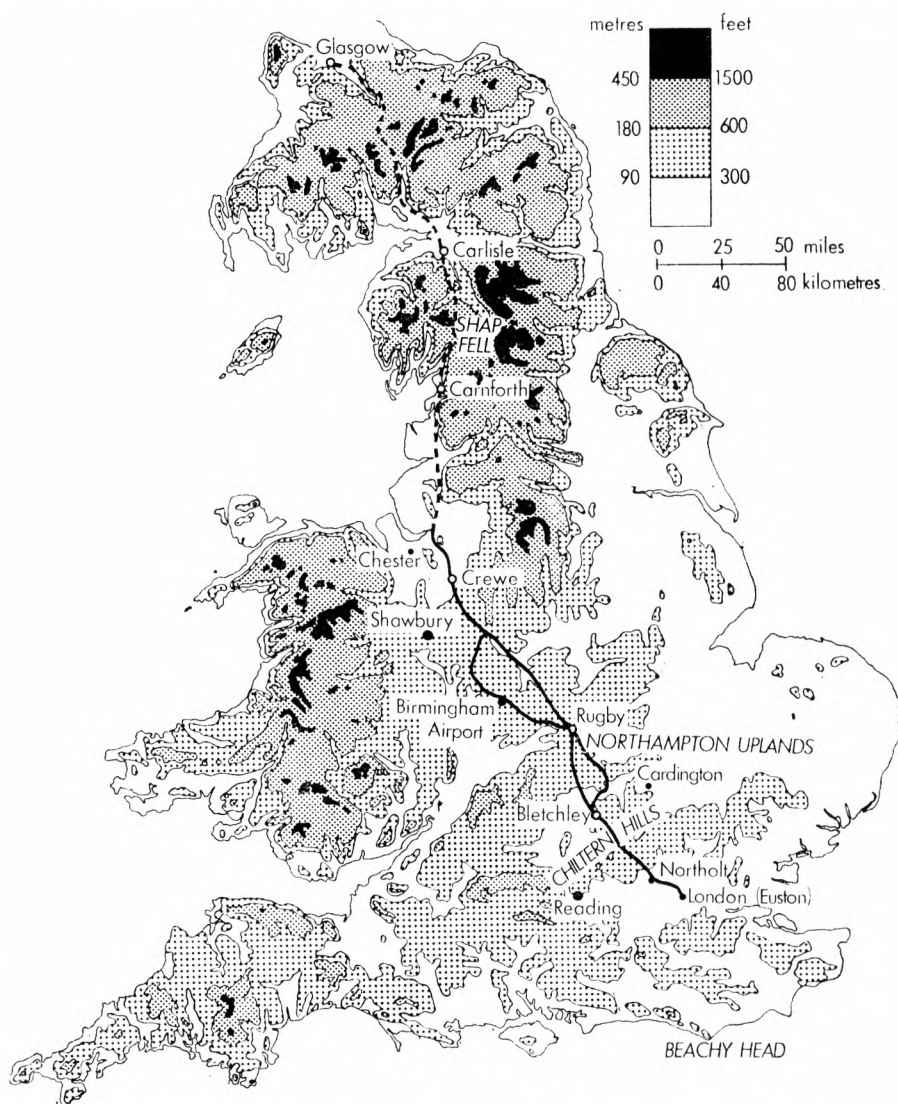 metres feet
Glasgow
450 1500
180 600
90 300
0 25 50 miles
0 40 80 kilometres.
Carlisle
SHAP
FELL
Carnforth
Chester
Crewe
Shawbury
Birmingham
Airport
Rugby
NORTHAMPTON UPLANDS
Cardington
Bletchley
CHILTERN HILLS
Northolt
Reading
London (Euston)
BEACHY HEAD